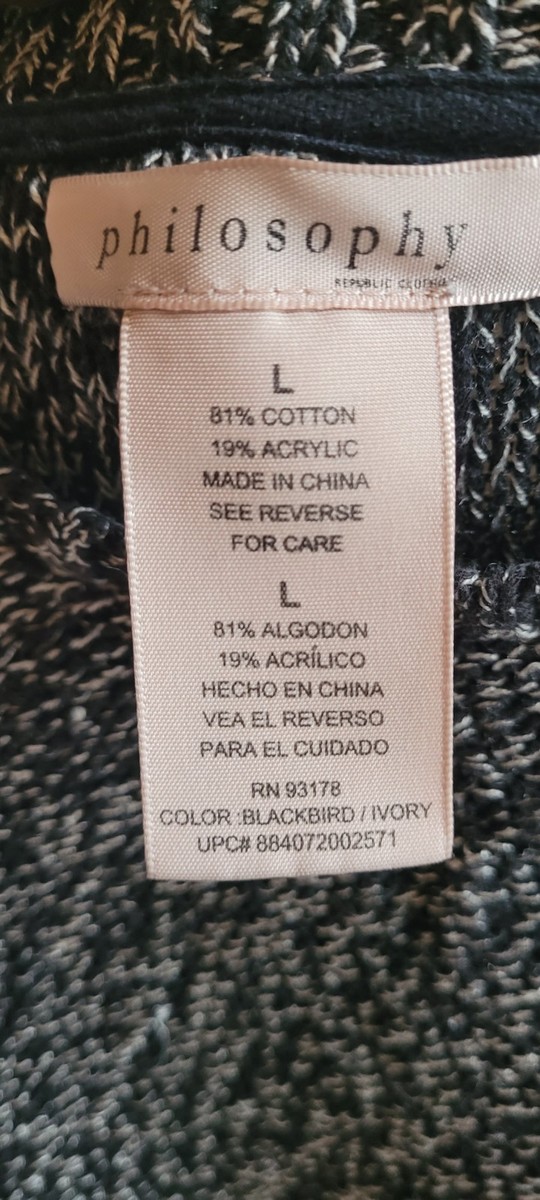 philosophy
REPUBLIC CLOTHING
L
81% COTTON
19% ACRYLIC
MADE IN CHINA
SEE REVERSE
FOR CARE
L
81% ALGODON
19% ACRÍLICO
HECHO EN CHINA
VEA EL REVERSO
PARA EL CUIDADO
RN 93178
COLOR :BLACKBIRD / IVORY
UPC# 884072002571